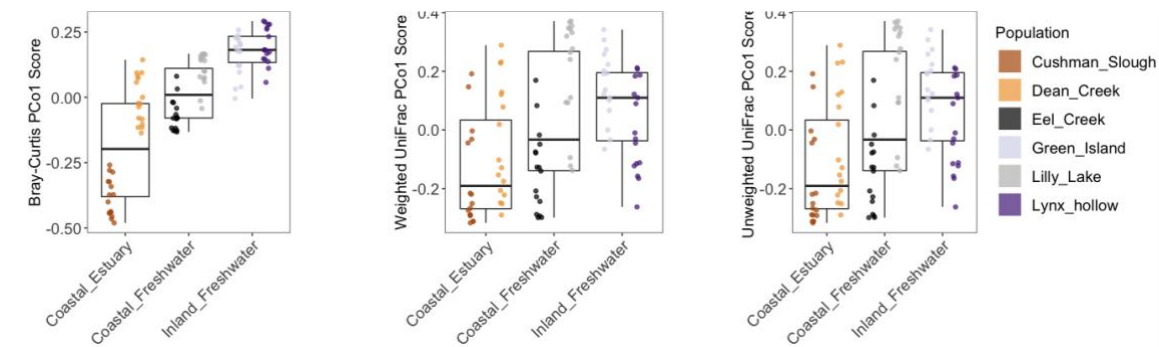 Bray-Curtis PCo1 Score
0.25
0.00
-0.25
-0.50
Coastal_Estuary
Coastal_Freshwater
Inland_Freshwater
Weighted UniFrac PCo1 Score
0.4
0.2
0.0
-0.2
Coastal_Estuary
Coastal_Freshwater
Inland_Freshwater
Unweighted UniFrac PCo1 Score
0.4
0.2
0.0
-0.2
Coastal_Estuary
Coastal_Freshwater
Inland_Freshwater
Population
Cushman_Slough
Dean_Creek
Eel_Creek
Green_Island
Lilly_Lake
Lynx_hollow